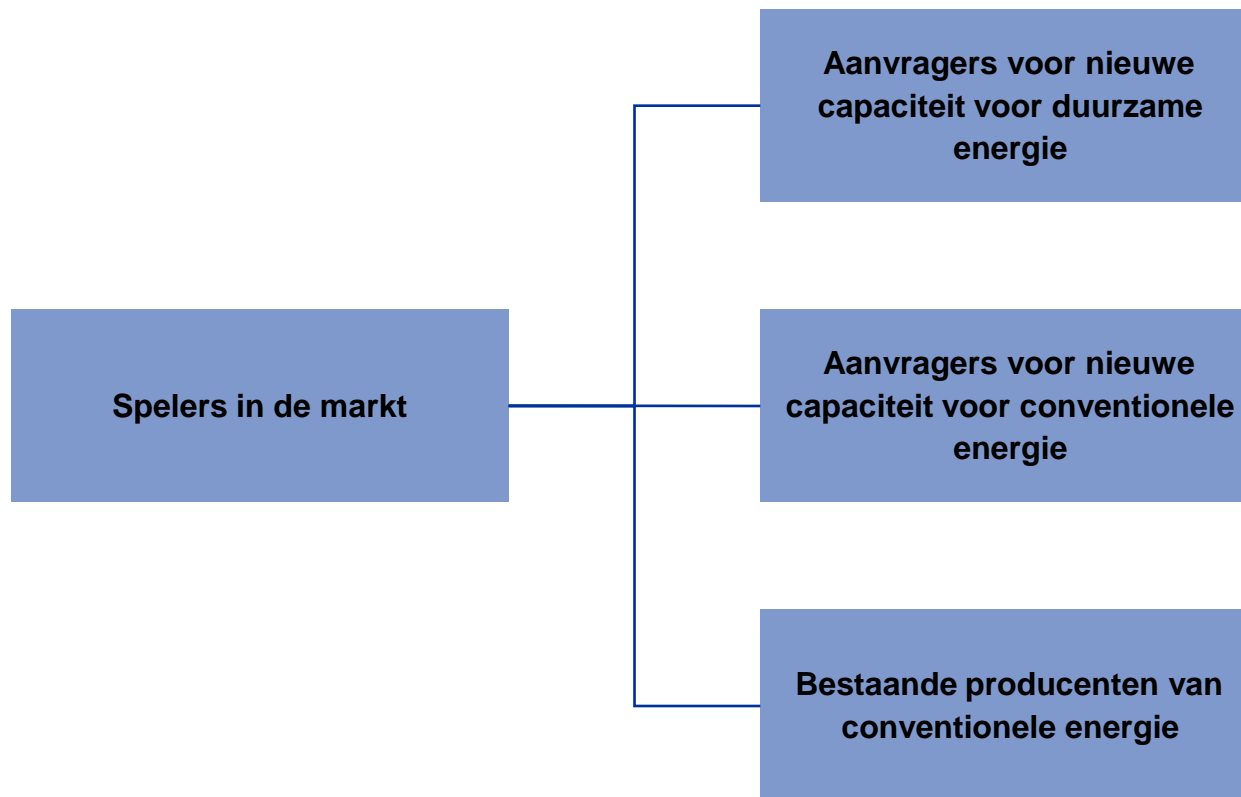 Aanvragers voor nieuwe
capaciteit voor duurzame
energie
Spelers in de markt
Aanvragers voor nieuwe
capaciteit voor conventionele
energie
Bestaande producenten van
conventionele energie